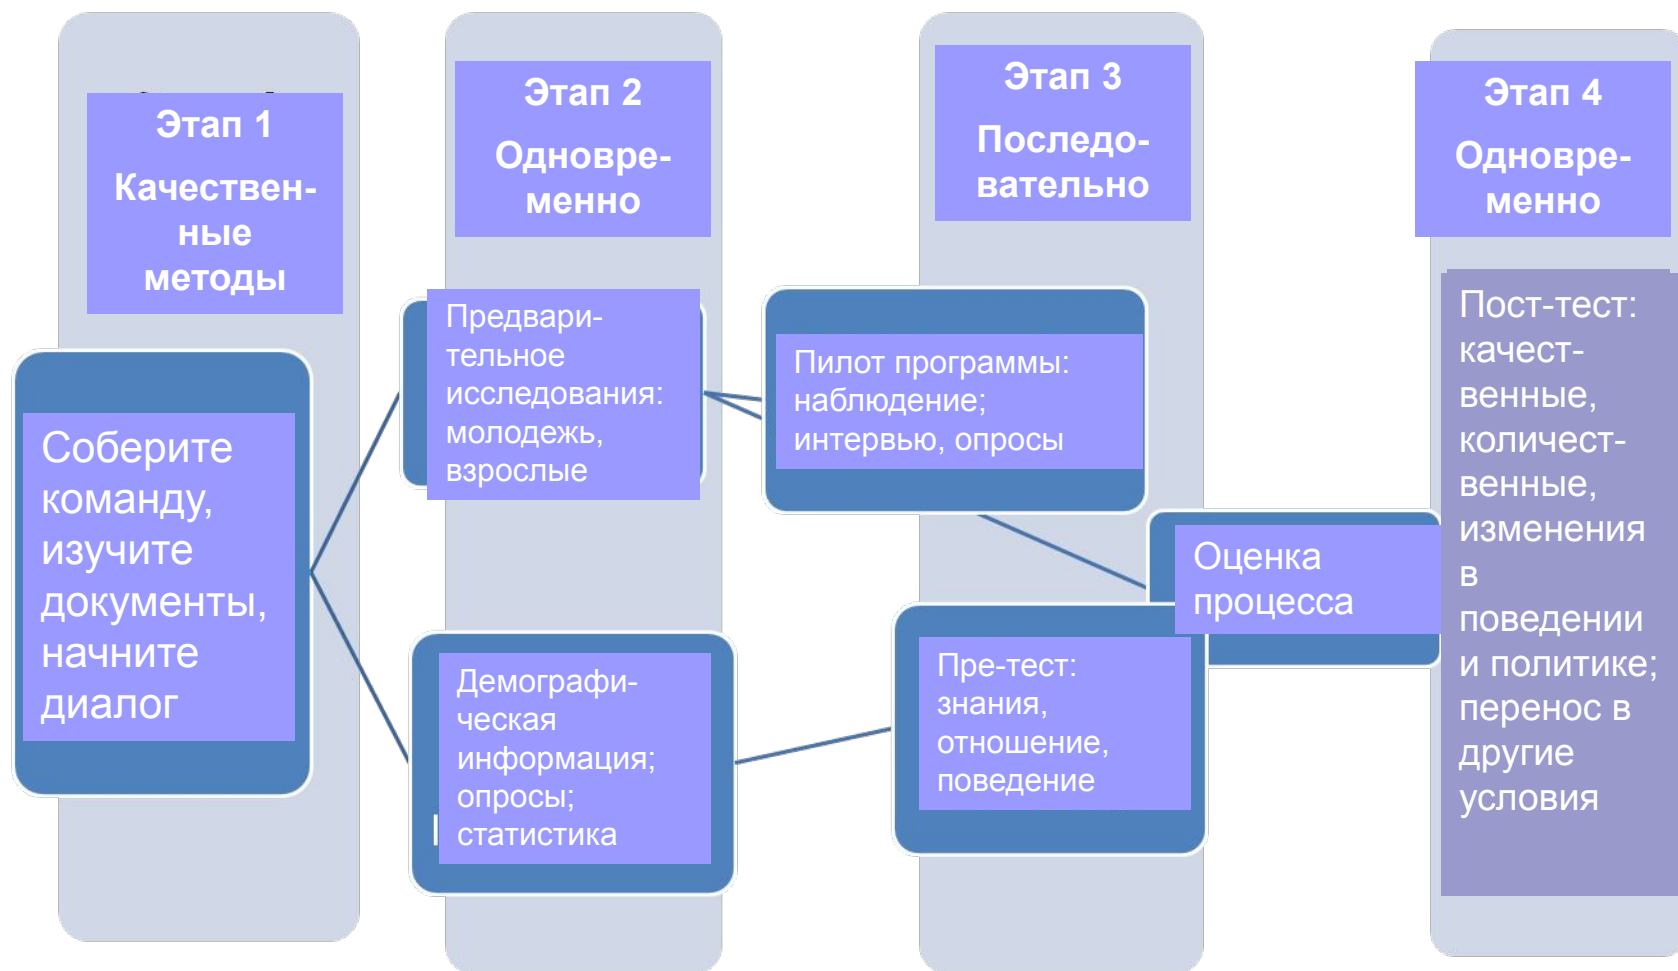 Этап 1
Качествен-
ные
методы
Соберите
команду,
изучите
документы,
начните
диалог
Этап 2
Одновре-
менно
Предвари-
тельное
исследования:
молодежь,
взрослые
Демографи-
ческая
информация;
опросы;
статистика
Этап 3
Последо-
вательно
Пилот программы:
наблюдение;
интервью, опросы
Пре-тест:
знания,
отношение,
поведение
Оценка
процесса
Этап 4
Одновре-
менно
Пост-тест:
качест-
венные,
количест-
венные,
изменения
в
поведении
и политике;
перенос в
другие
условия